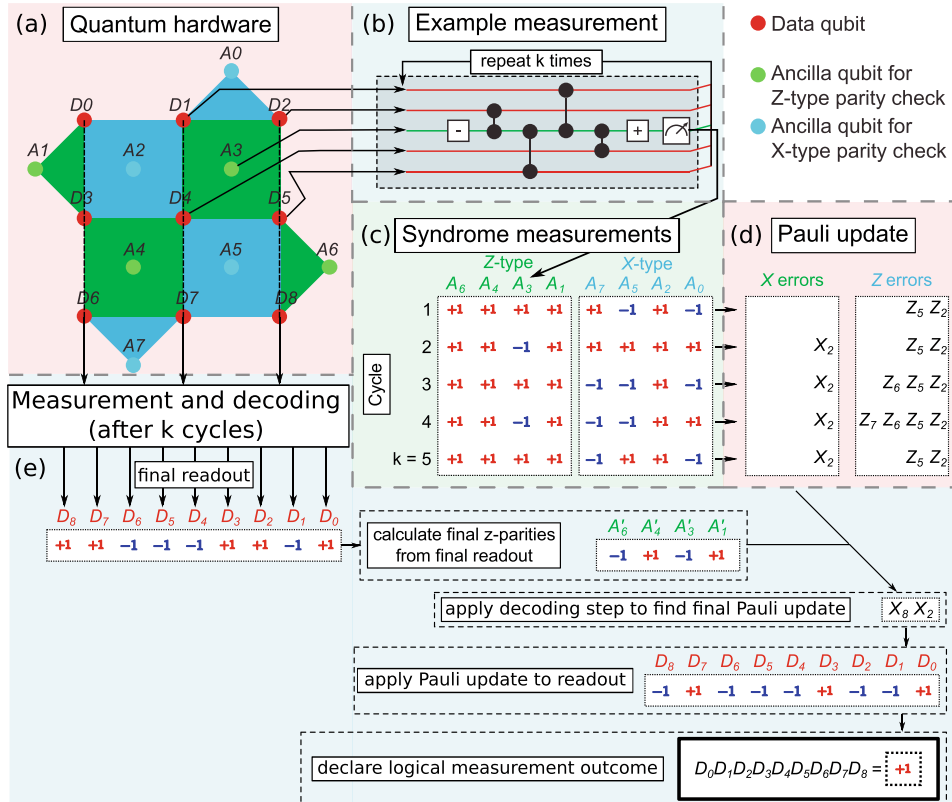 (a) Quantum hardware
A0
D0 D1 D2
A1 A2 A3
D3 D4 D5
A4 A5 A6
D6 D7 D8
A7
(b) Example measurement
repeat k times
- +
Data qubit
Ancilla qubit for
Z-type parity check
Ancilla qubit for
X-type parity check
(c) Syndrome measurements
Z-type X-type
A6 A4 A3 A1 A7 A5 A2 A0
Cycle
1 +1 +1 +1 +1 +1 −1 +1 −1
2 +1 +1 −1 +1 +1 +1 +1 +1
3 +1 +1 +1 +1 −1 −1 +1 −1
4 +1 +1 −1 +1 −1 −1 +1 +1
k = 5 +1 +1 +1 +1 −1 +1 +1 −1
(d) Pauli update
X errors Z errors
Z5 Z2
X2 Z5 Z2
X2 Z6 Z5 Z2
X2 Z7 Z6 Z5 Z2
X2 Z5 Z2
Measurement and decoding
(after k cycles)
(e)
final readout
D8 D7 D6 D5 D4 D3 D2 D1 D0
+1 +1 −1 −1 −1 +1 +1 −1 +1
calculate final z-parities
from final readout
A′6 A′4 A′3 A′1
−1 +1 −1 +1
apply decoding step to find final Pauli update
X8 X2
apply Pauli update to readout
D8 D7 D6 D5 D4 D3 D2 D1 D0
−1 +1 −1 −1 −1 +1 −1 −1 +1
declare logical measurement outcome
D0D1D2D3D4D5D6D7D8 = +1